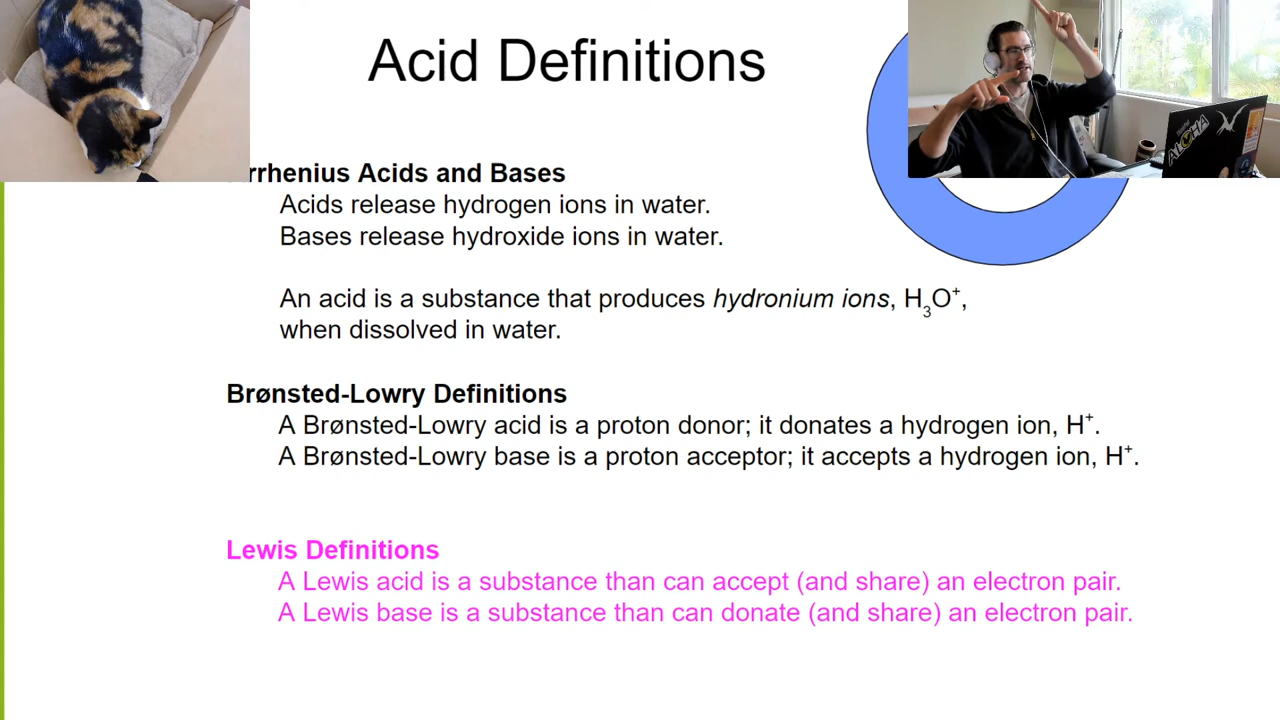 Acid Definitions
rrhenius Acids and Bases
Acids release hydrogen ions in water.
Bases release hydroxide ions in water.
An acid is a substance that produces hydronium ions, H₃O⁺,
when dissolved in water.
Brønsted-Lowry Definitions
A Brønsted-Lowry acid is a proton donor; it donates a hydrogen ion, H⁺.
A Brønsted-Lowry base is a proton acceptor; it accepts a hydrogen ion, H⁺.
Lewis Definitions
A Lewis acid is a substance than can accept (and share) an electron pair.
A Lewis base is a substance than can donate (and share) an electron pair.
ALOHA